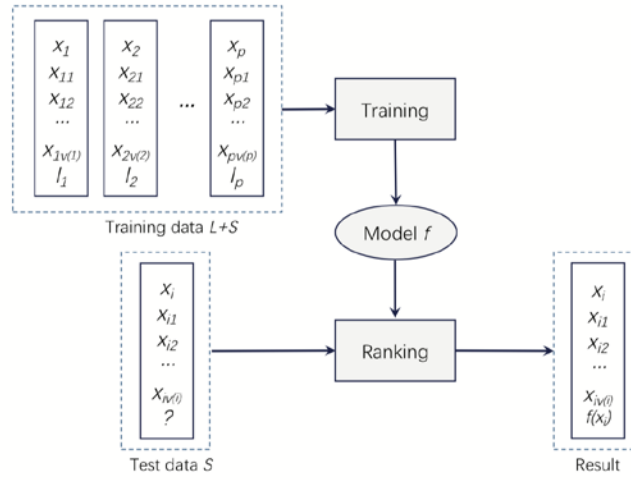 x1 x2 xp
x11 x21 xp1
x12 x22 ... xp2
... ... ...
x1v(1) x2v(2) xpv(p)
l1 l2 lp
Training
Training data L+S
Model f
xi
xi1
xi2
...
xiv(i)
?
Ranking
xi
xi1
xi2
...
xiv(i)
f(xi)
Test data S
Result